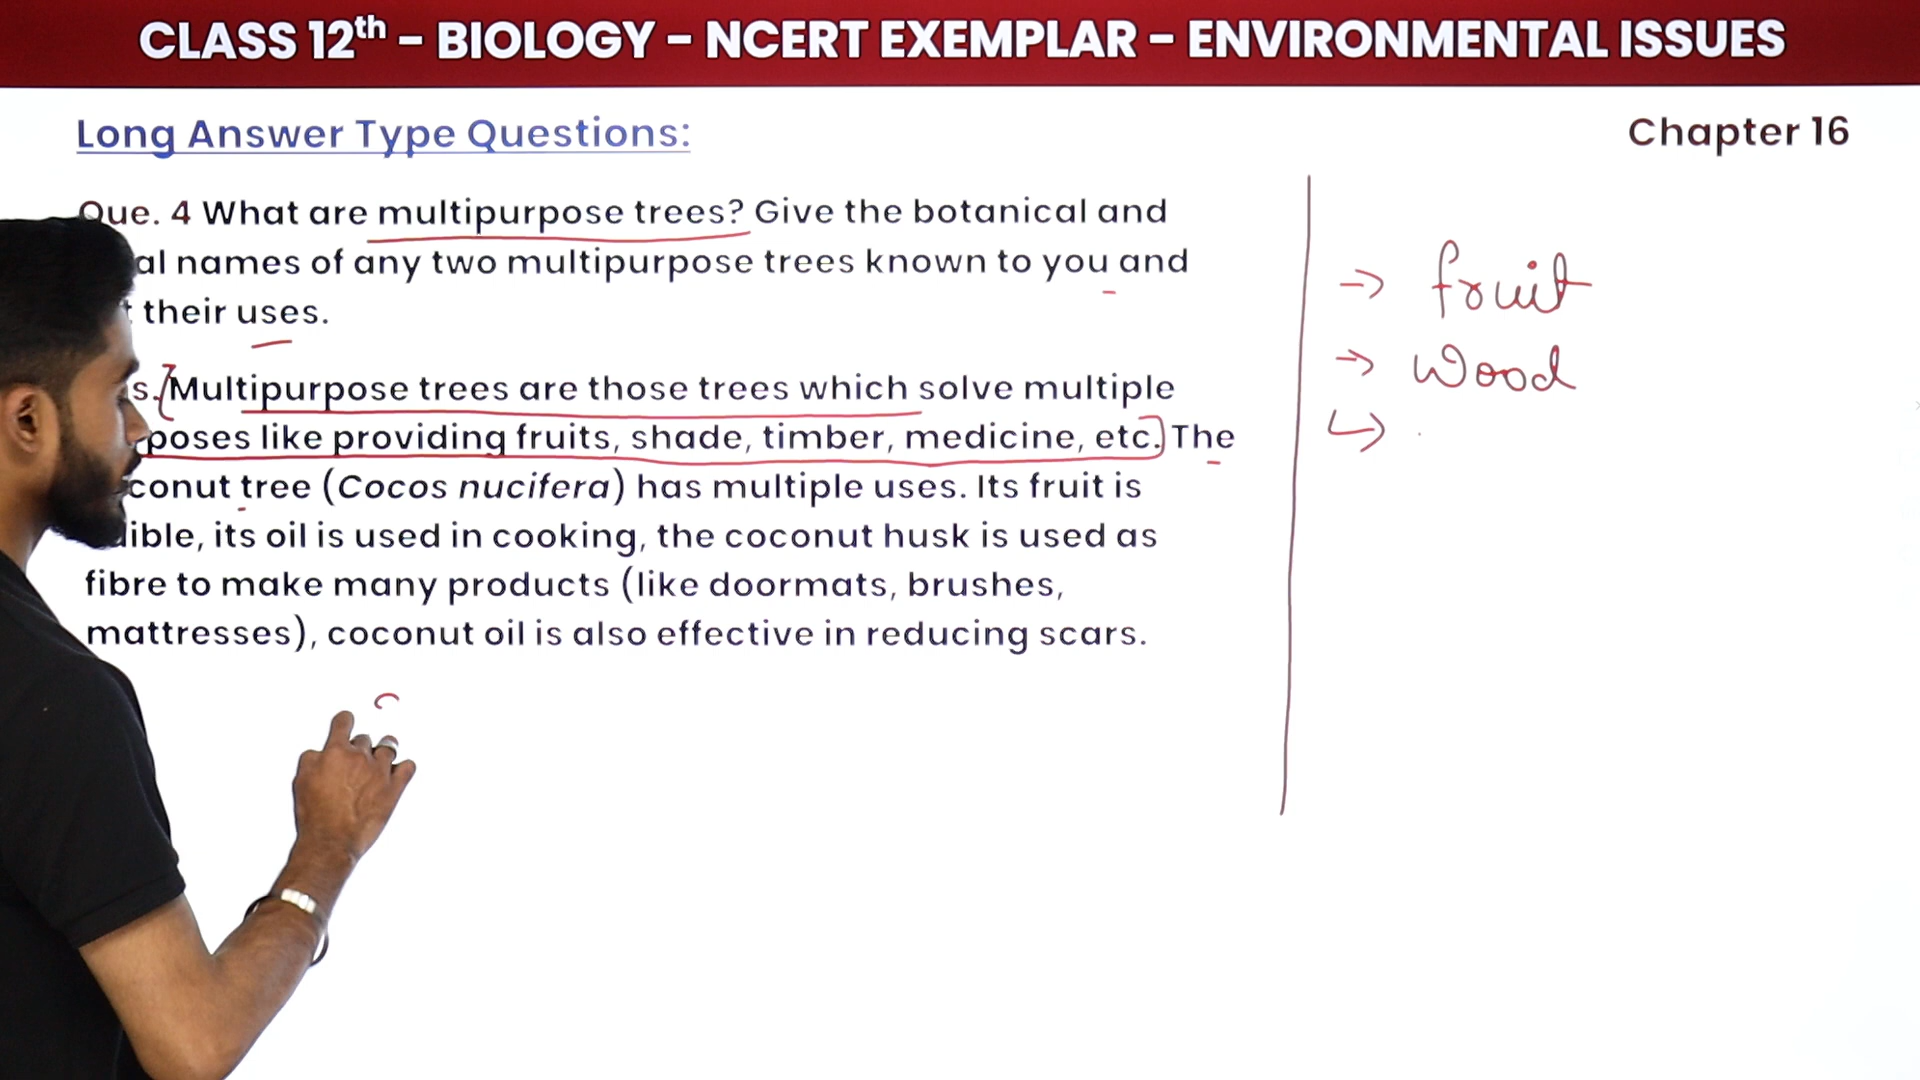 CLASS 12th – BIOLOGY – NCERT EXEMPLAR – ENVIRONMENTAL ISSUES
Long Answer Type Questions:
Chapter 16
Que. 4 What are multipurpose trees? Give the botanical and
al names of any two multipurpose trees known to you and
their uses.
s. Multipurpose trees are those trees which solve multiple
poses like providing fruits, shade, timber, medicine, etc. The
conut tree (Cocos nucifera) has multiple uses. Its fruit is
ible, its oil is used in cooking, the coconut husk is used as
fibre to make many products (like doormats, brushes,
mattresses), coconut oil is also effective in reducing scars.
→ fruit
→ Wood
↳